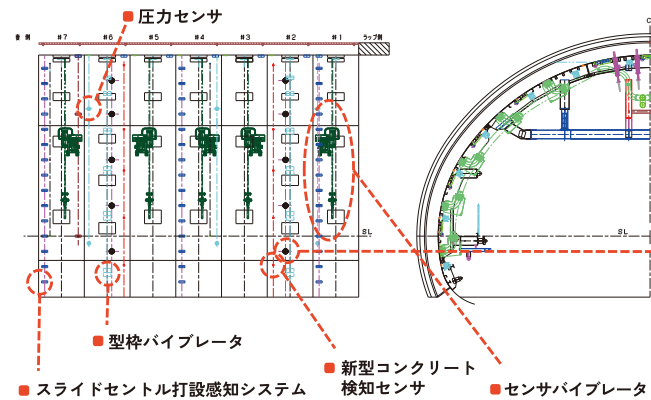 圧力センサ
妻 側
#7 #6 #5 #4 #3 #2 #1
ラップ側
C
SL
SL
型枠バイブレータ
新型コンクリート
検知センサ
スライドセントル打設感知システム
センサバイブレータ